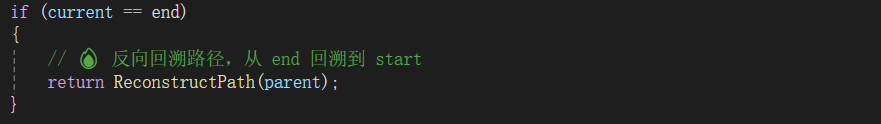 if (current == end)
{
// 🔥 反向回溯路径，从 end 回溯到 start
return ReconstructPath(parent);
}